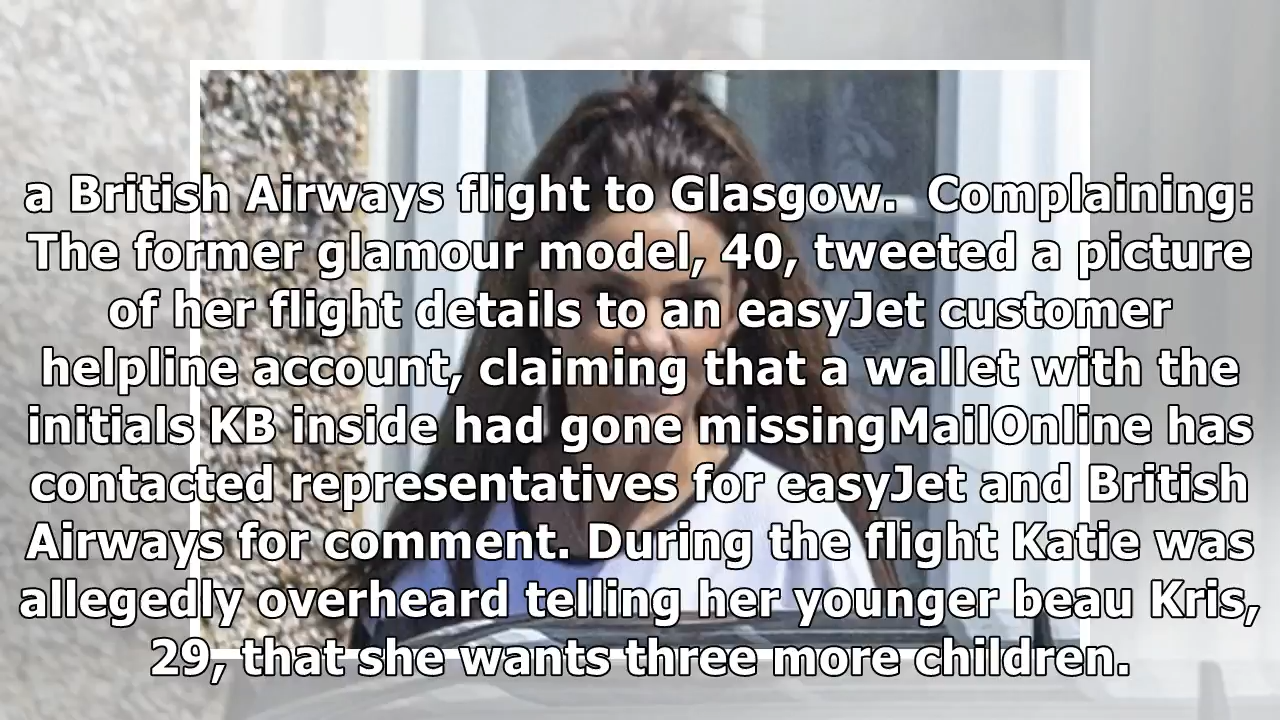 a British Airways flight to Glasgow.  Complaining:
The former glamour model, 40, tweeted a picture
of her flight details to an easyJet customer
helpline account, claiming that a wallet with the
initials KB inside had gone missingMailOnline has
contacted representatives for easyJet and British
Airways for comment. During the flight Katie was
allegedly overheard telling her younger beau Kris,
29, that she wants three more children.